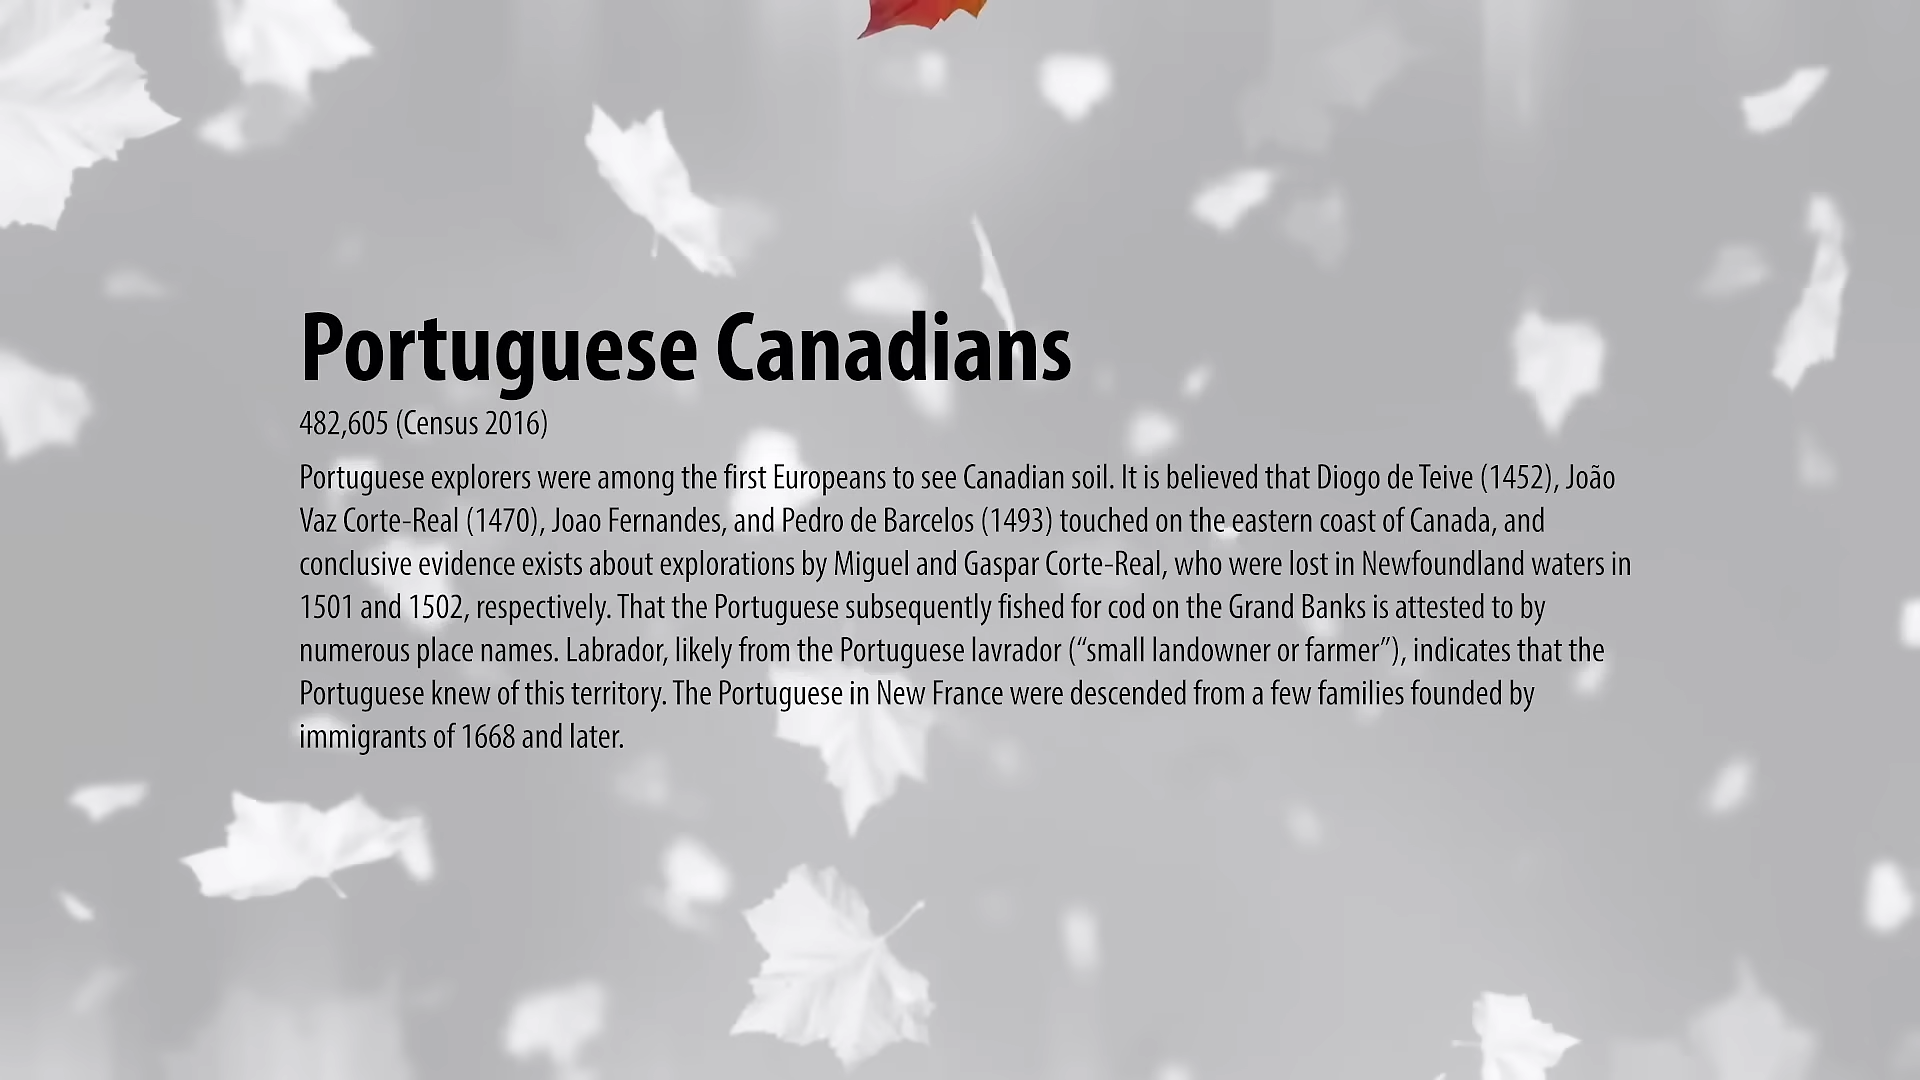 Portuguese Canadians
482,605 (Census 2016)
Portuguese explorers were among the first Europeans to see Canadian soil. It is believed that Diogo de Teive (1452), João
Vaz Corte-Real (1470), Joao Fernandes, and Pedro de Barcelos (1493) touched on the eastern coast of Canada, and
conclusive evidence exists about explorations by Miguel and Gaspar Corte-Real, who were lost in Newfoundland waters in
1501 and 1502, respectively. That the Portuguese subsequently fished for cod on the Grand Banks is attested to by
numerous place names. Labrador, likely from the Portuguese lavrador (“small landowner or farmer”), indicates that the
Portuguese knew of this territory. The Portuguese in New France were descended from a few families founded by
immigrants of 1668 and later.